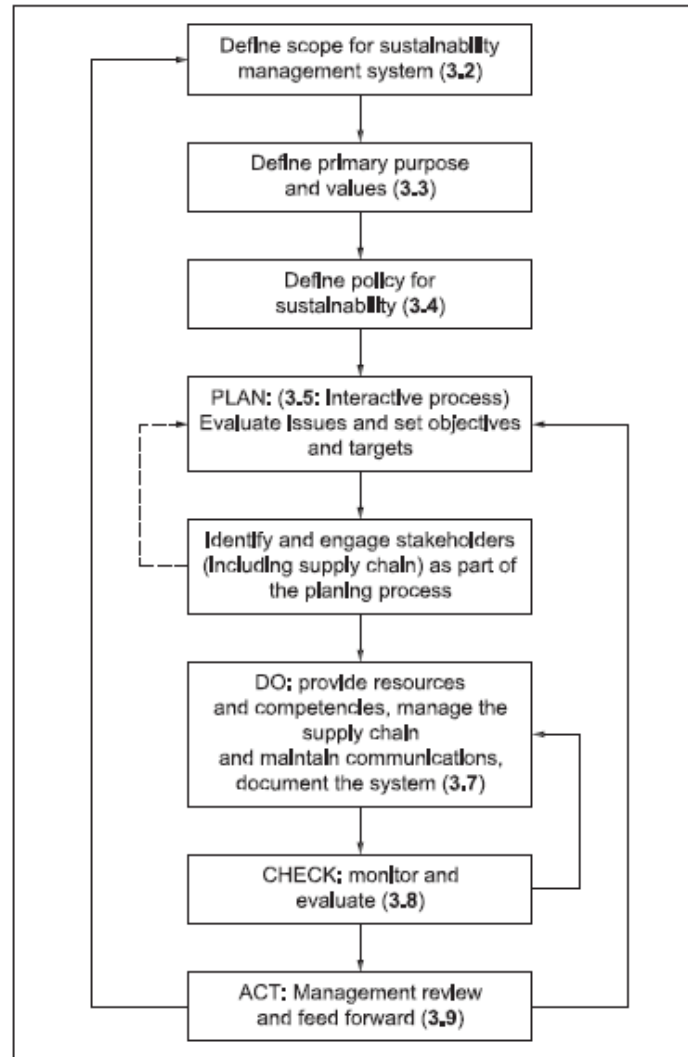 Define scope for sustainability
management system (3.2)
Define primary purpose
and values (3.3)
Define policy for
sustainability (3.4)
PLAN: (3.5: Interactive process)
Evaluate issues and set objectives
and targets
Identify and engage stakeholders
(including supply chain) as part of
the planing process
DO: provide resources
and competencies, manage the
supply chain
and maintain communications,
document the system (3.7)
CHECK: monitor and
evaluate (3.8)
ACT: Management review
and feed forward (3.9)